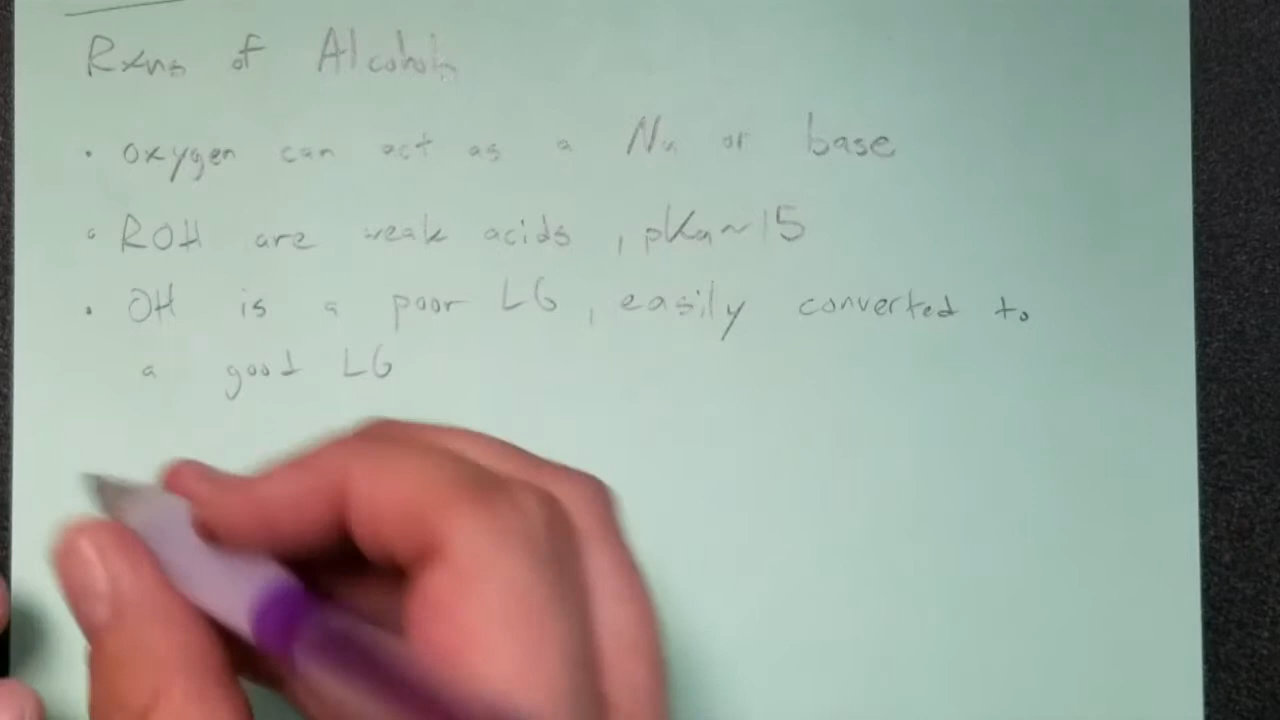 Rxns of Alcohols
• oxygen can act as a Nu or base
• ROH are weak acids, pKa~15
• OH is a poor LG, easily converted to
a good LG